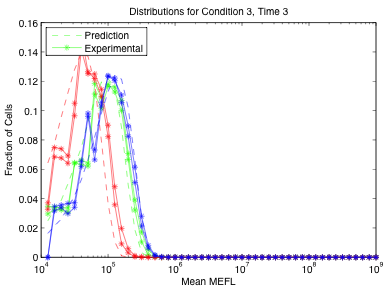 Distributions for Condition 3, Time 3
0.16
0.14
0.12
0.1
0.08
0.06
0.04
0.02
0
Fraction of Cells
Prediction
Experimental
10^4 10^5 10^6 10^7 10^8 10^9
Mean MEFL